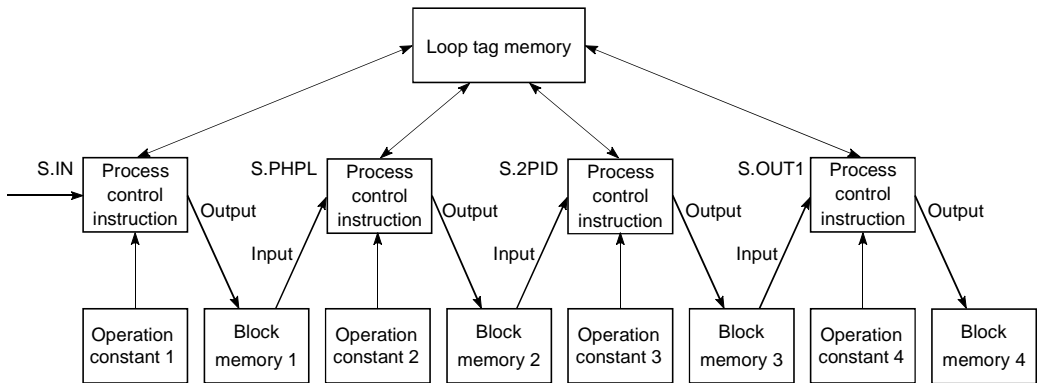 Loop tag memory
S.IN
Process
control
instruction
S.PHPL
Process
control
instruction
S.2PID
Process
control
instruction
S.OUT1
Process
control
instruction
Output
Output
Output
Output
Input
Input
Input
Operation
constant 1
Block
memory 1
Operation
constant 2
Block
memory 2
Operation
constant 3
Block
memory 3
Operation
constant 4
Block
memory 4